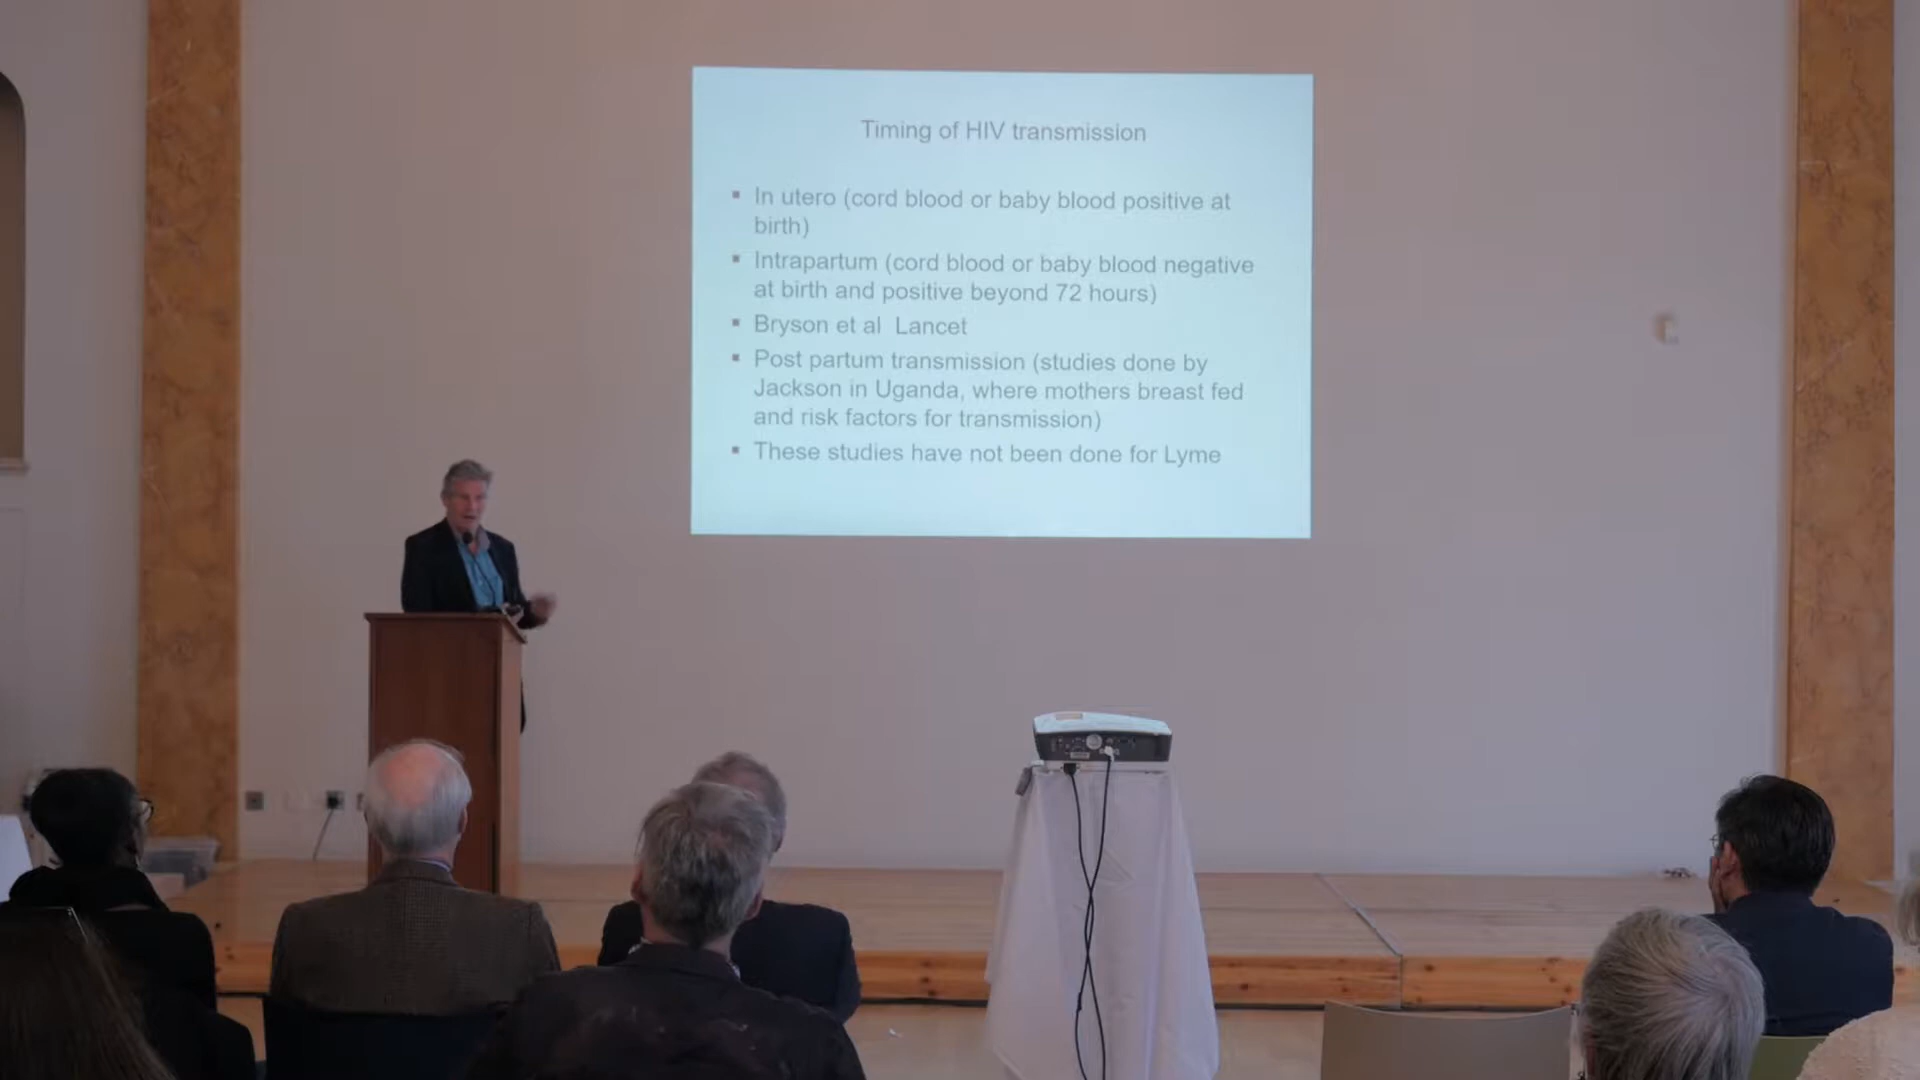 Timing of HIV transmission
▪ In utero (cord blood or baby blood positive at
birth)
▪ Intrapartum (cord blood or baby blood negative
at birth and positive beyond 72 hours)
▪ Bryson et al  Lancet
▪ Post partum transmission (studies done by
Jackson in Uganda, where mothers breast fed
and risk factors for transmission)
▪ These studies have not been done for Lyme